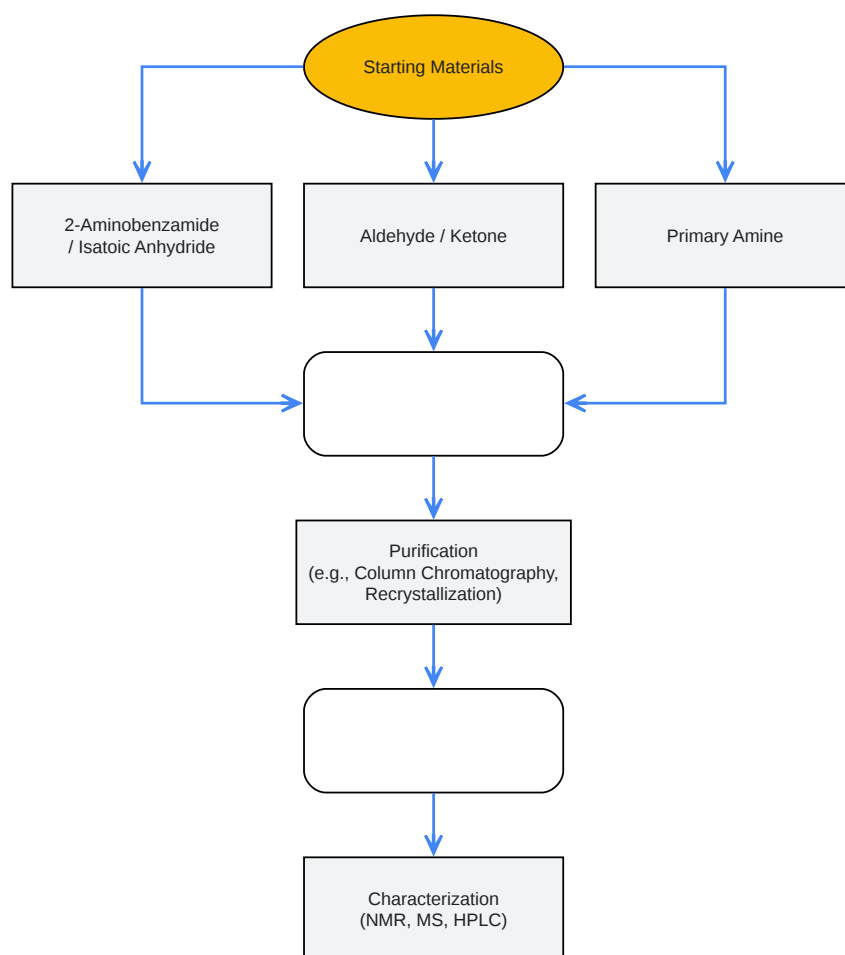 Starting Materials
2-Aminobenzamide
/ Isatoic Anhydride
Aldehyde / Ketone
Primary Amine
Purification
(e.g., Column Chromatography,
Recrystallization)
Characterization
(NMR, MS, HPLC)